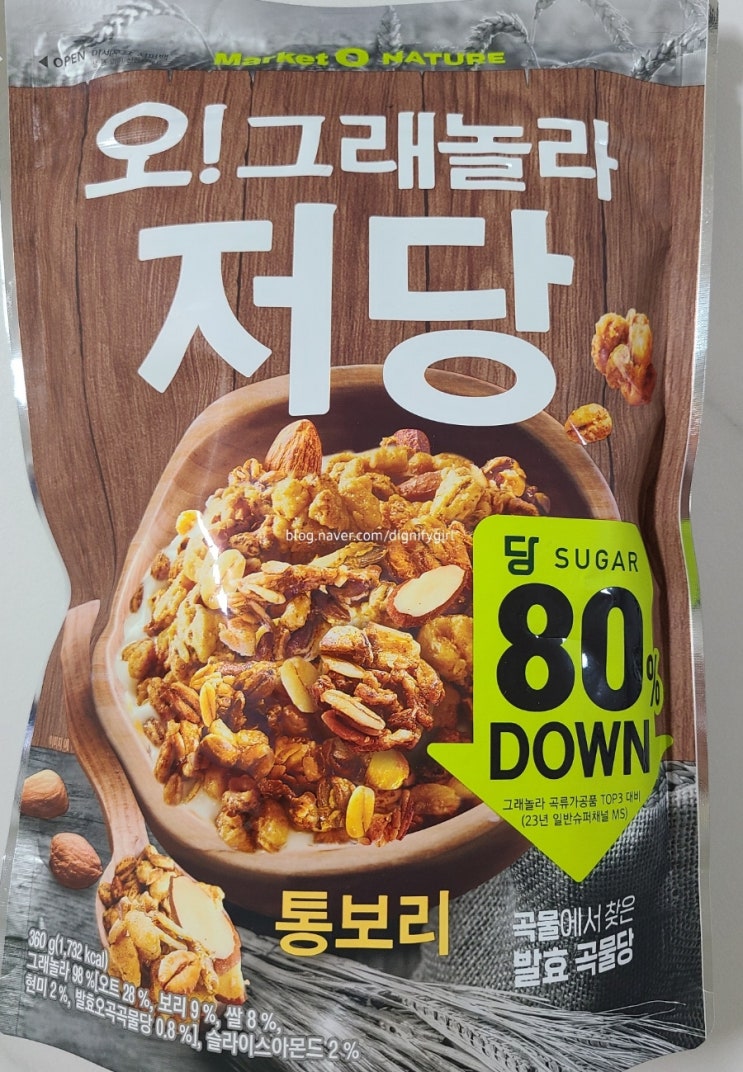 ◀ OPEN
Market O NATURE
오!그래놀라
저당
blog.naver.com/dignifygirl
당 SUGAR
80%
DOWN
그래놀라 곡류가공품 TOP3 대비
(23년 일반슈퍼채널 MS)
통보리
곡물에서 찾은
발효 곡물당
360 g(1,732 kcal)
그래놀라 98 %[오트 28 %, 보리 9 %, 쌀 8 %,
현미 2 %, 발효오곡곡물당 0.8 %], 슬라이스아몬드 2 %